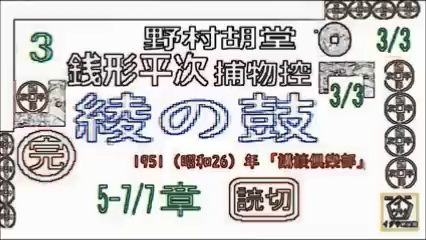 3
野村胡堂
3/3
銭形平次 捕物控
3/3
綾の鼓
完
1951（昭和26）年「講談倶楽部」
5-7/7 章
読切